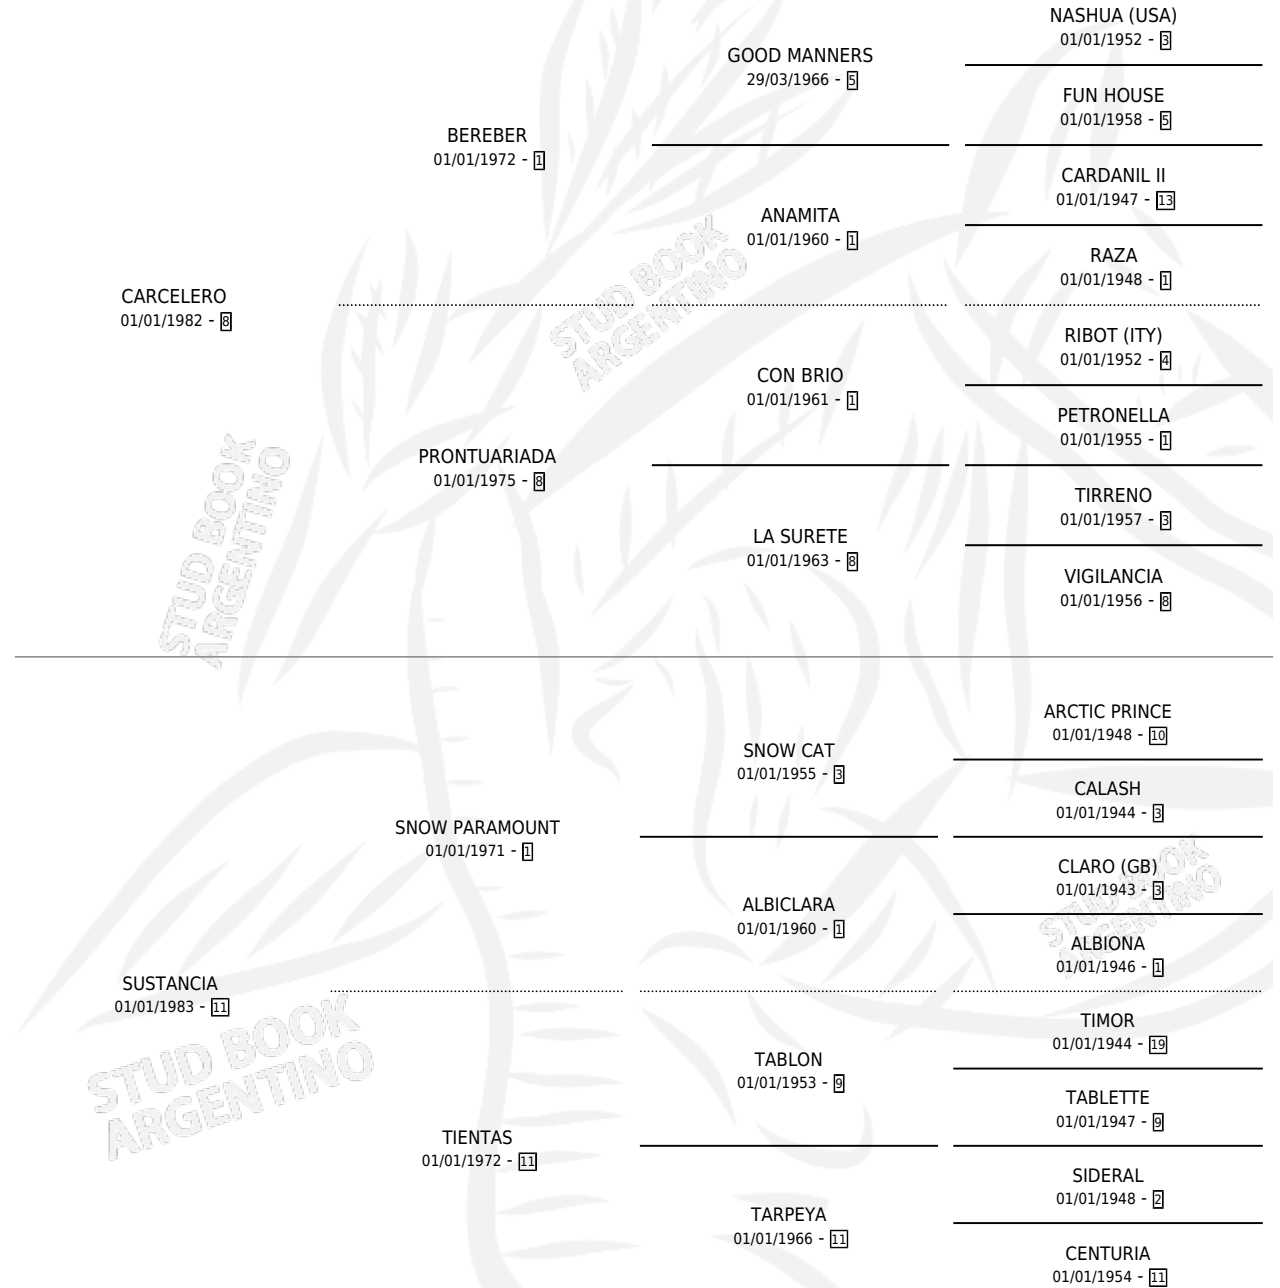 NASHUA (USA)
01/01/1952 - 3
GOOD MANNERS
29/03/1966 - 5
FUN HOUSE
01/01/1958 - 5
BEREBER
01/01/1972 - 1
CARDANIL II
01/01/1947 - 13
ANAMITA
01/01/1960 - 1
RAZA
01/01/1948 - 1
CARCELERO
01/01/1982 - 8
RIBOT (ITY)
01/01/1952 - 4
CON BRIO
01/01/1961 - 1
PETRONELLA
01/01/1955 - 1
PRONTUARIADA
01/01/1975 - 8
TIRRENO
01/01/1957 - 3
LA SURETE
01/01/1963 - 8
VIGILANCIA
01/01/1956 - 8
ARCTIC PRINCE
01/01/1948 - 10
SNOW CAT
01/01/1955 - 3
CALASH
01/01/1944 - 3
SNOW PARAMOUNT
01/01/1971 - 1
CLARO (GB)
01/01/1943 - 3
ALBICLARA
01/01/1960 - 1
ALBIONA
01/01/1946 - 1
SUSTANCIA
01/01/1983 - 11
TIMOR
01/01/1944 - 19
TABLON
01/01/1953 - 9
TABLETTE
01/01/1947 - 9
TIENTAS
01/01/1972 - 11
SIDERAL
01/01/1948 - 2
TARPEYA
01/01/1966 - 11
CENTURIA
01/01/1954 - 11
STUD BOOK
ARGENTINO
STUD BOOK
ARGENTINO
STUD BOOK
ARGENTINO
STUD BOOK
ARGENTINO